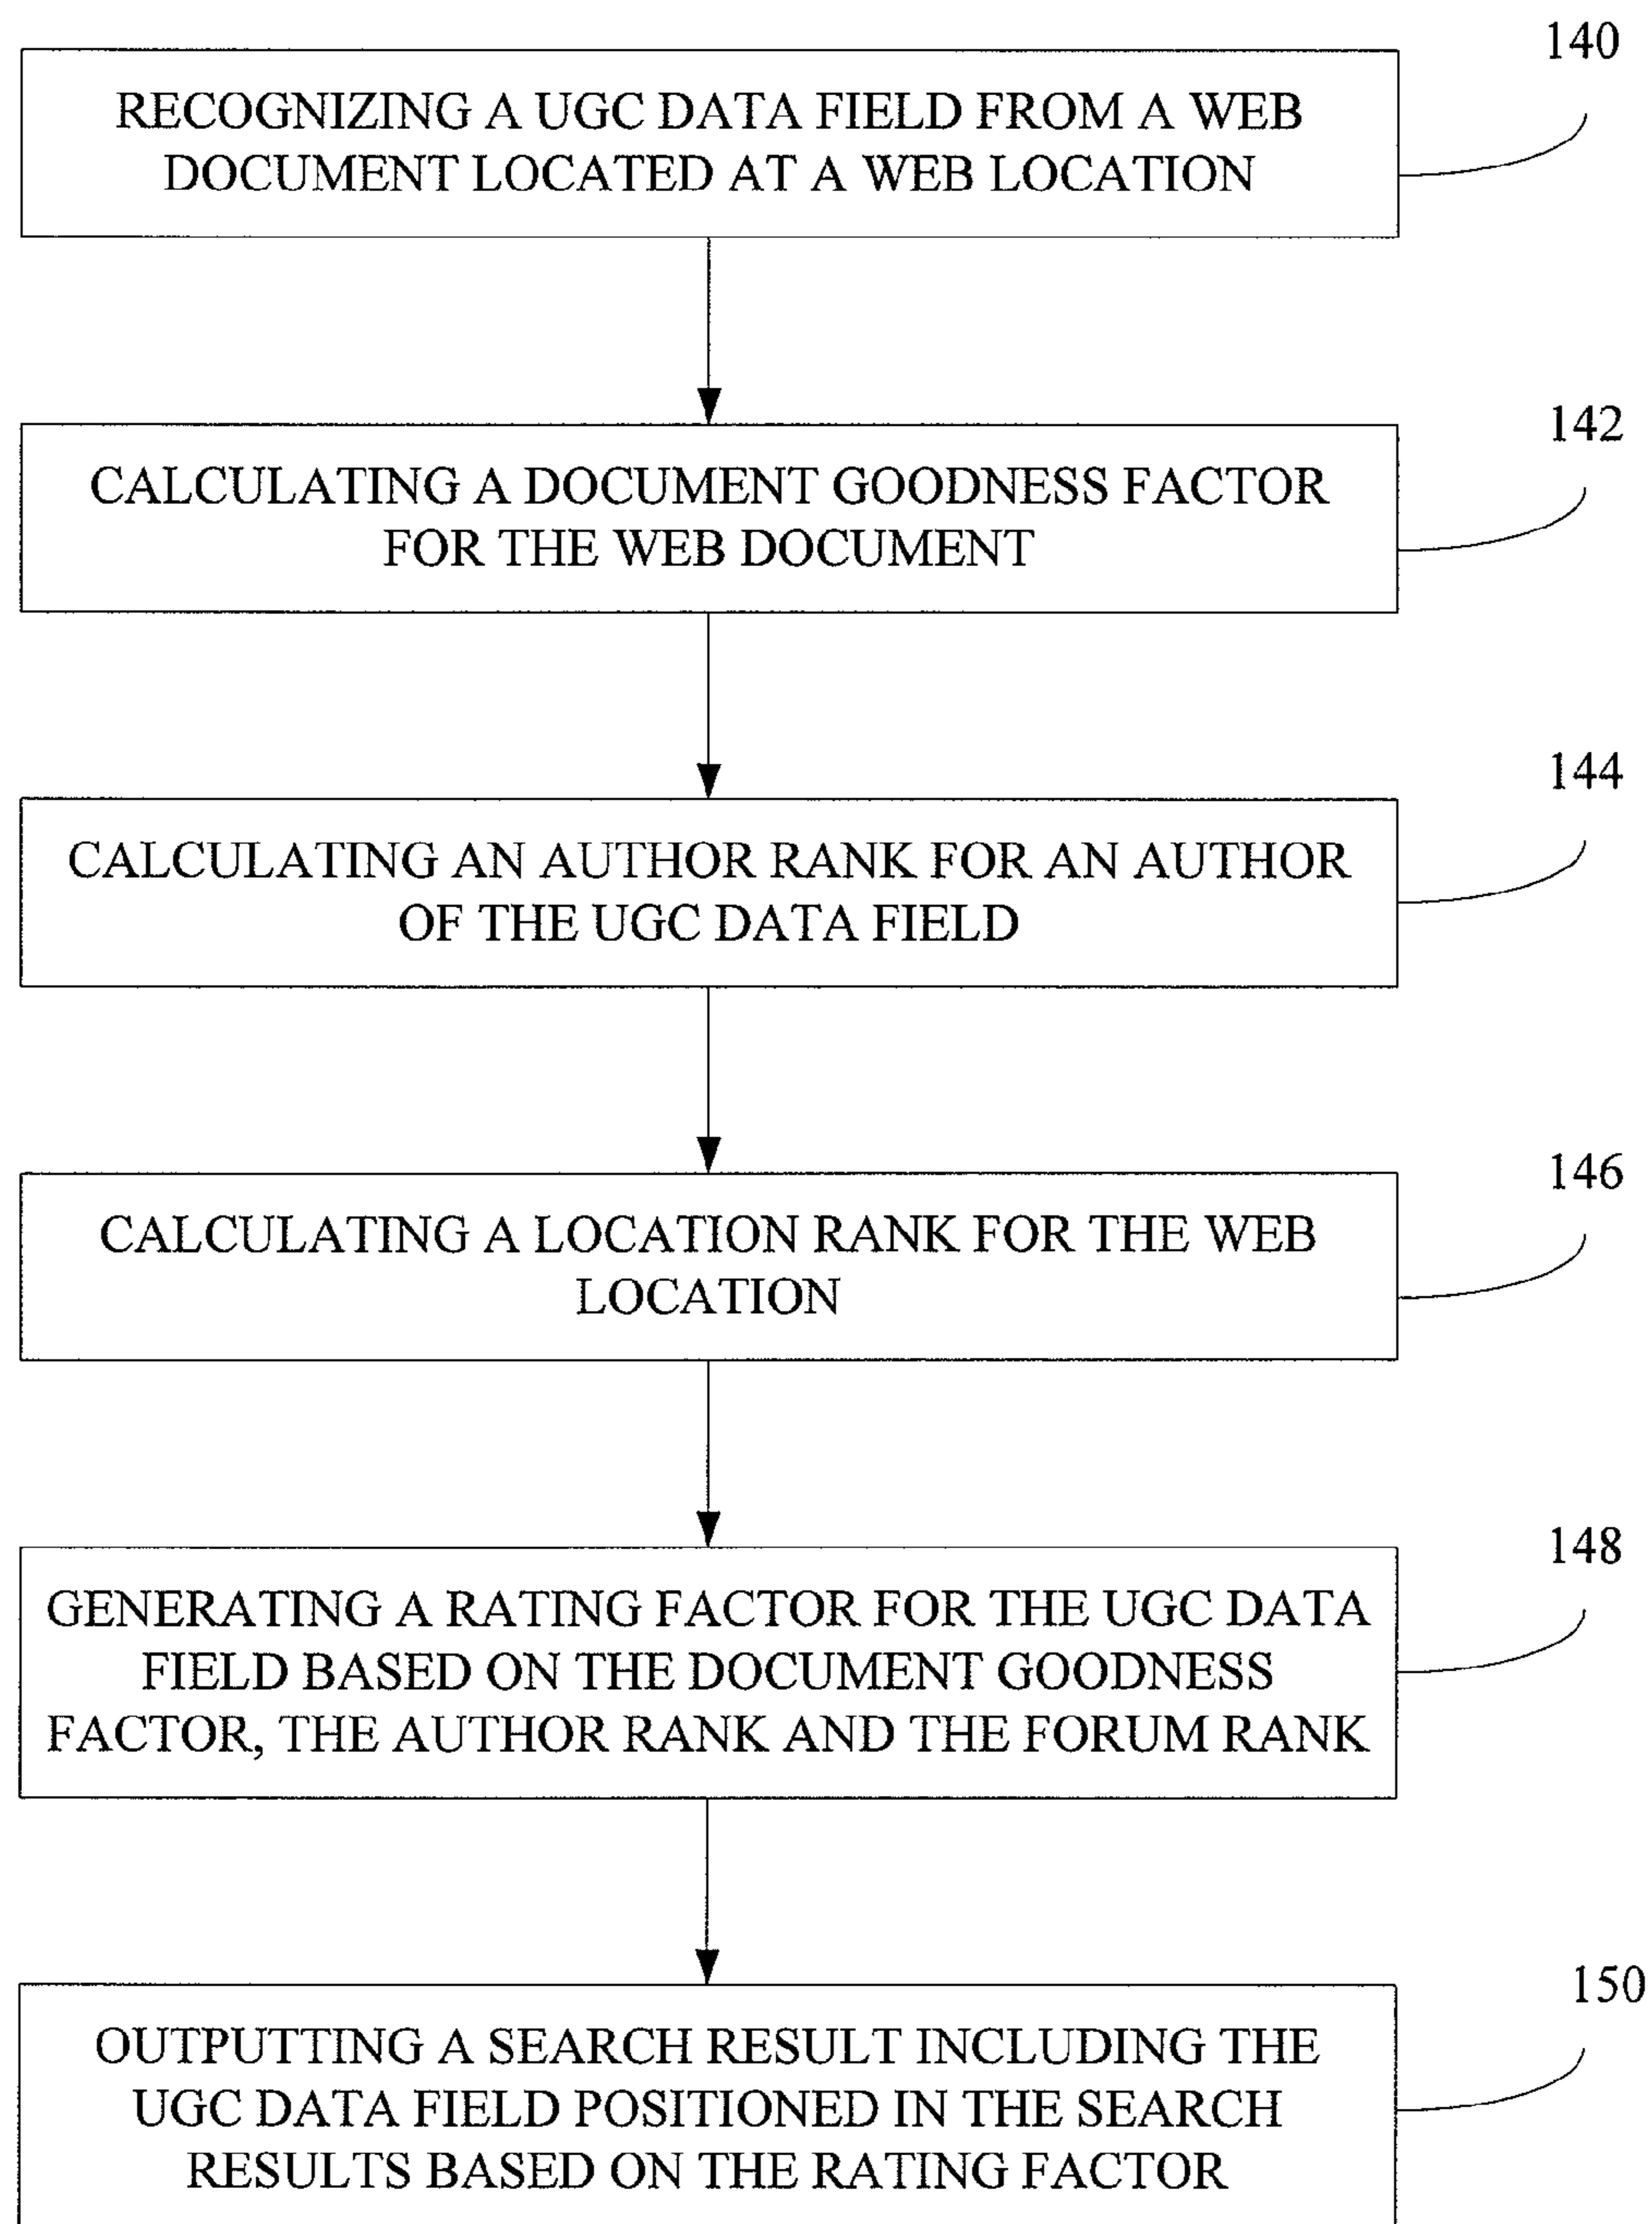 140
RECOGNIZING A UGC DATA FIELD FROM A WEB
DOCUMENT LOCATED AT A WEB LOCATION
142
CALCULATING A DOCUMENT GOODNESS FACTOR
FOR THE WEB DOCUMENT
144
CALCULATING AN AUTHOR RANK FOR AN AUTHOR
OF THE UGC DATA FIELD
146
CALCULATING A LOCATION RANK FOR THE WEB
LOCATION
148
GENERATING A RATING FACTOR FOR THE UGC DATA
FIELD BASED ON THE DOCUMENT GOODNESS
FACTOR, THE AUTHOR RANK AND THE FORUM RANK
150
OUTPUTTING A SEARCH RESULT INCLUDING THE
UGC DATA FIELD POSITIONED IN THE SEARCH
RESULTS BASED ON THE RATING FACTOR